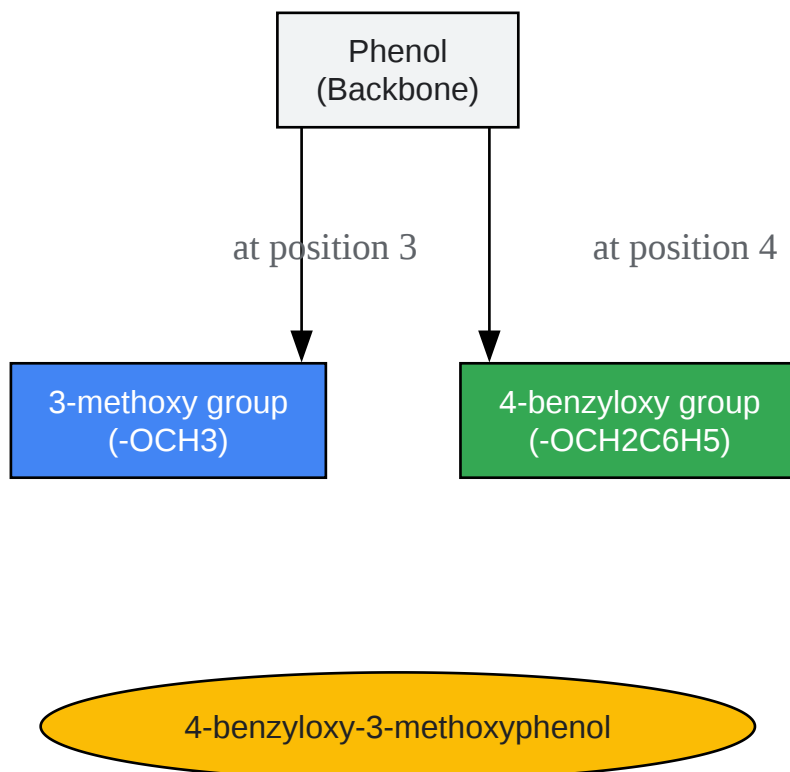 Phenol
(Backbone)
at position 3
at position 4
3-methoxy group
(-OCH3)
4-benzyloxy group
(-OCH2C6H5)
4-benzyloxy-3-methoxyphenol